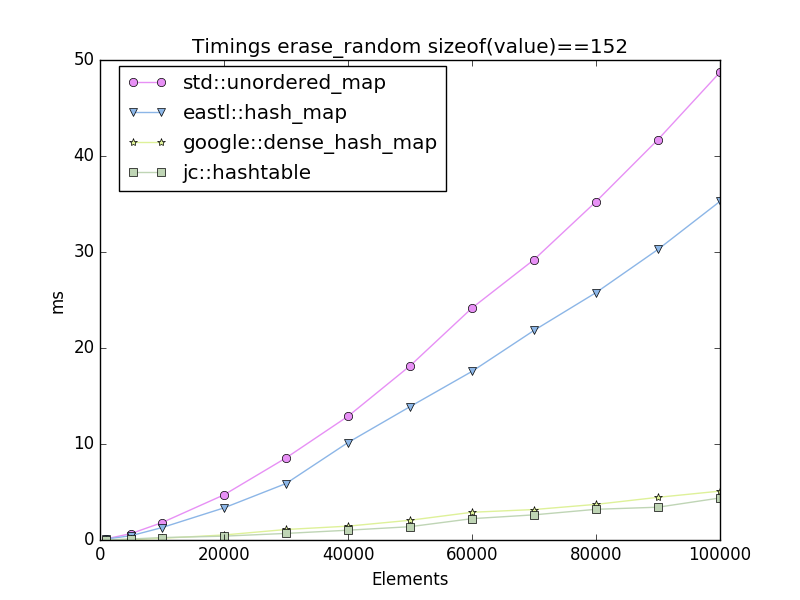 Timings erase_random sizeof(value)==152
50
std::unordered_map
eastl::hash_map
google::dense_hash_map
jc::hashtable
40
30
ms
20
10
0
0 20000 40000 60000 80000 100000
Elements